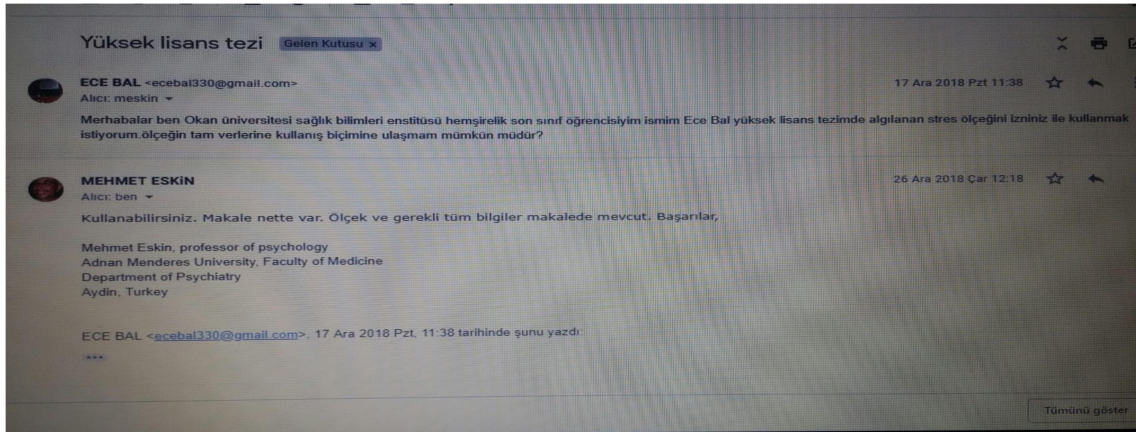 Yüksek lisans tezi Gelen Kutusu x
ECE BAL <ecebal330@gmail.com> 17 Ara 2018 Pzt 11:38
Alıcı: meskin
Merhabalar ben Okan üniversitesi sağlık bilimleri enstitüsü hemşirelik son sınıf öğrencisiyim ismim Ece Bal yüksek lisans tezimde algılanan stres ölçeğini izniniz ile kullanmak
istiyorum.ölçeğin tam verlerine kullanış biçimine ulaşmam mümkün müdür?
MEHMET ESKİN 26 Ara 2018 Çar 12:18
Alıcı: ben
Kullanabilirsiniz. Makale nette var. Ölçek ve gerekli tüm bilgiler makalede mevcut. Başarılar,
Mehmet Eskin, professor of psychology
Adnan Menderes University, Faculty of Medicine
Department of Psychiatry
Aydin, Turkey
ECE BAL <ecebal330@gmail.com>, 17 Ara 2018 Pzt, 11:38 tarihinde şunu yazdı:
Tümünü göster